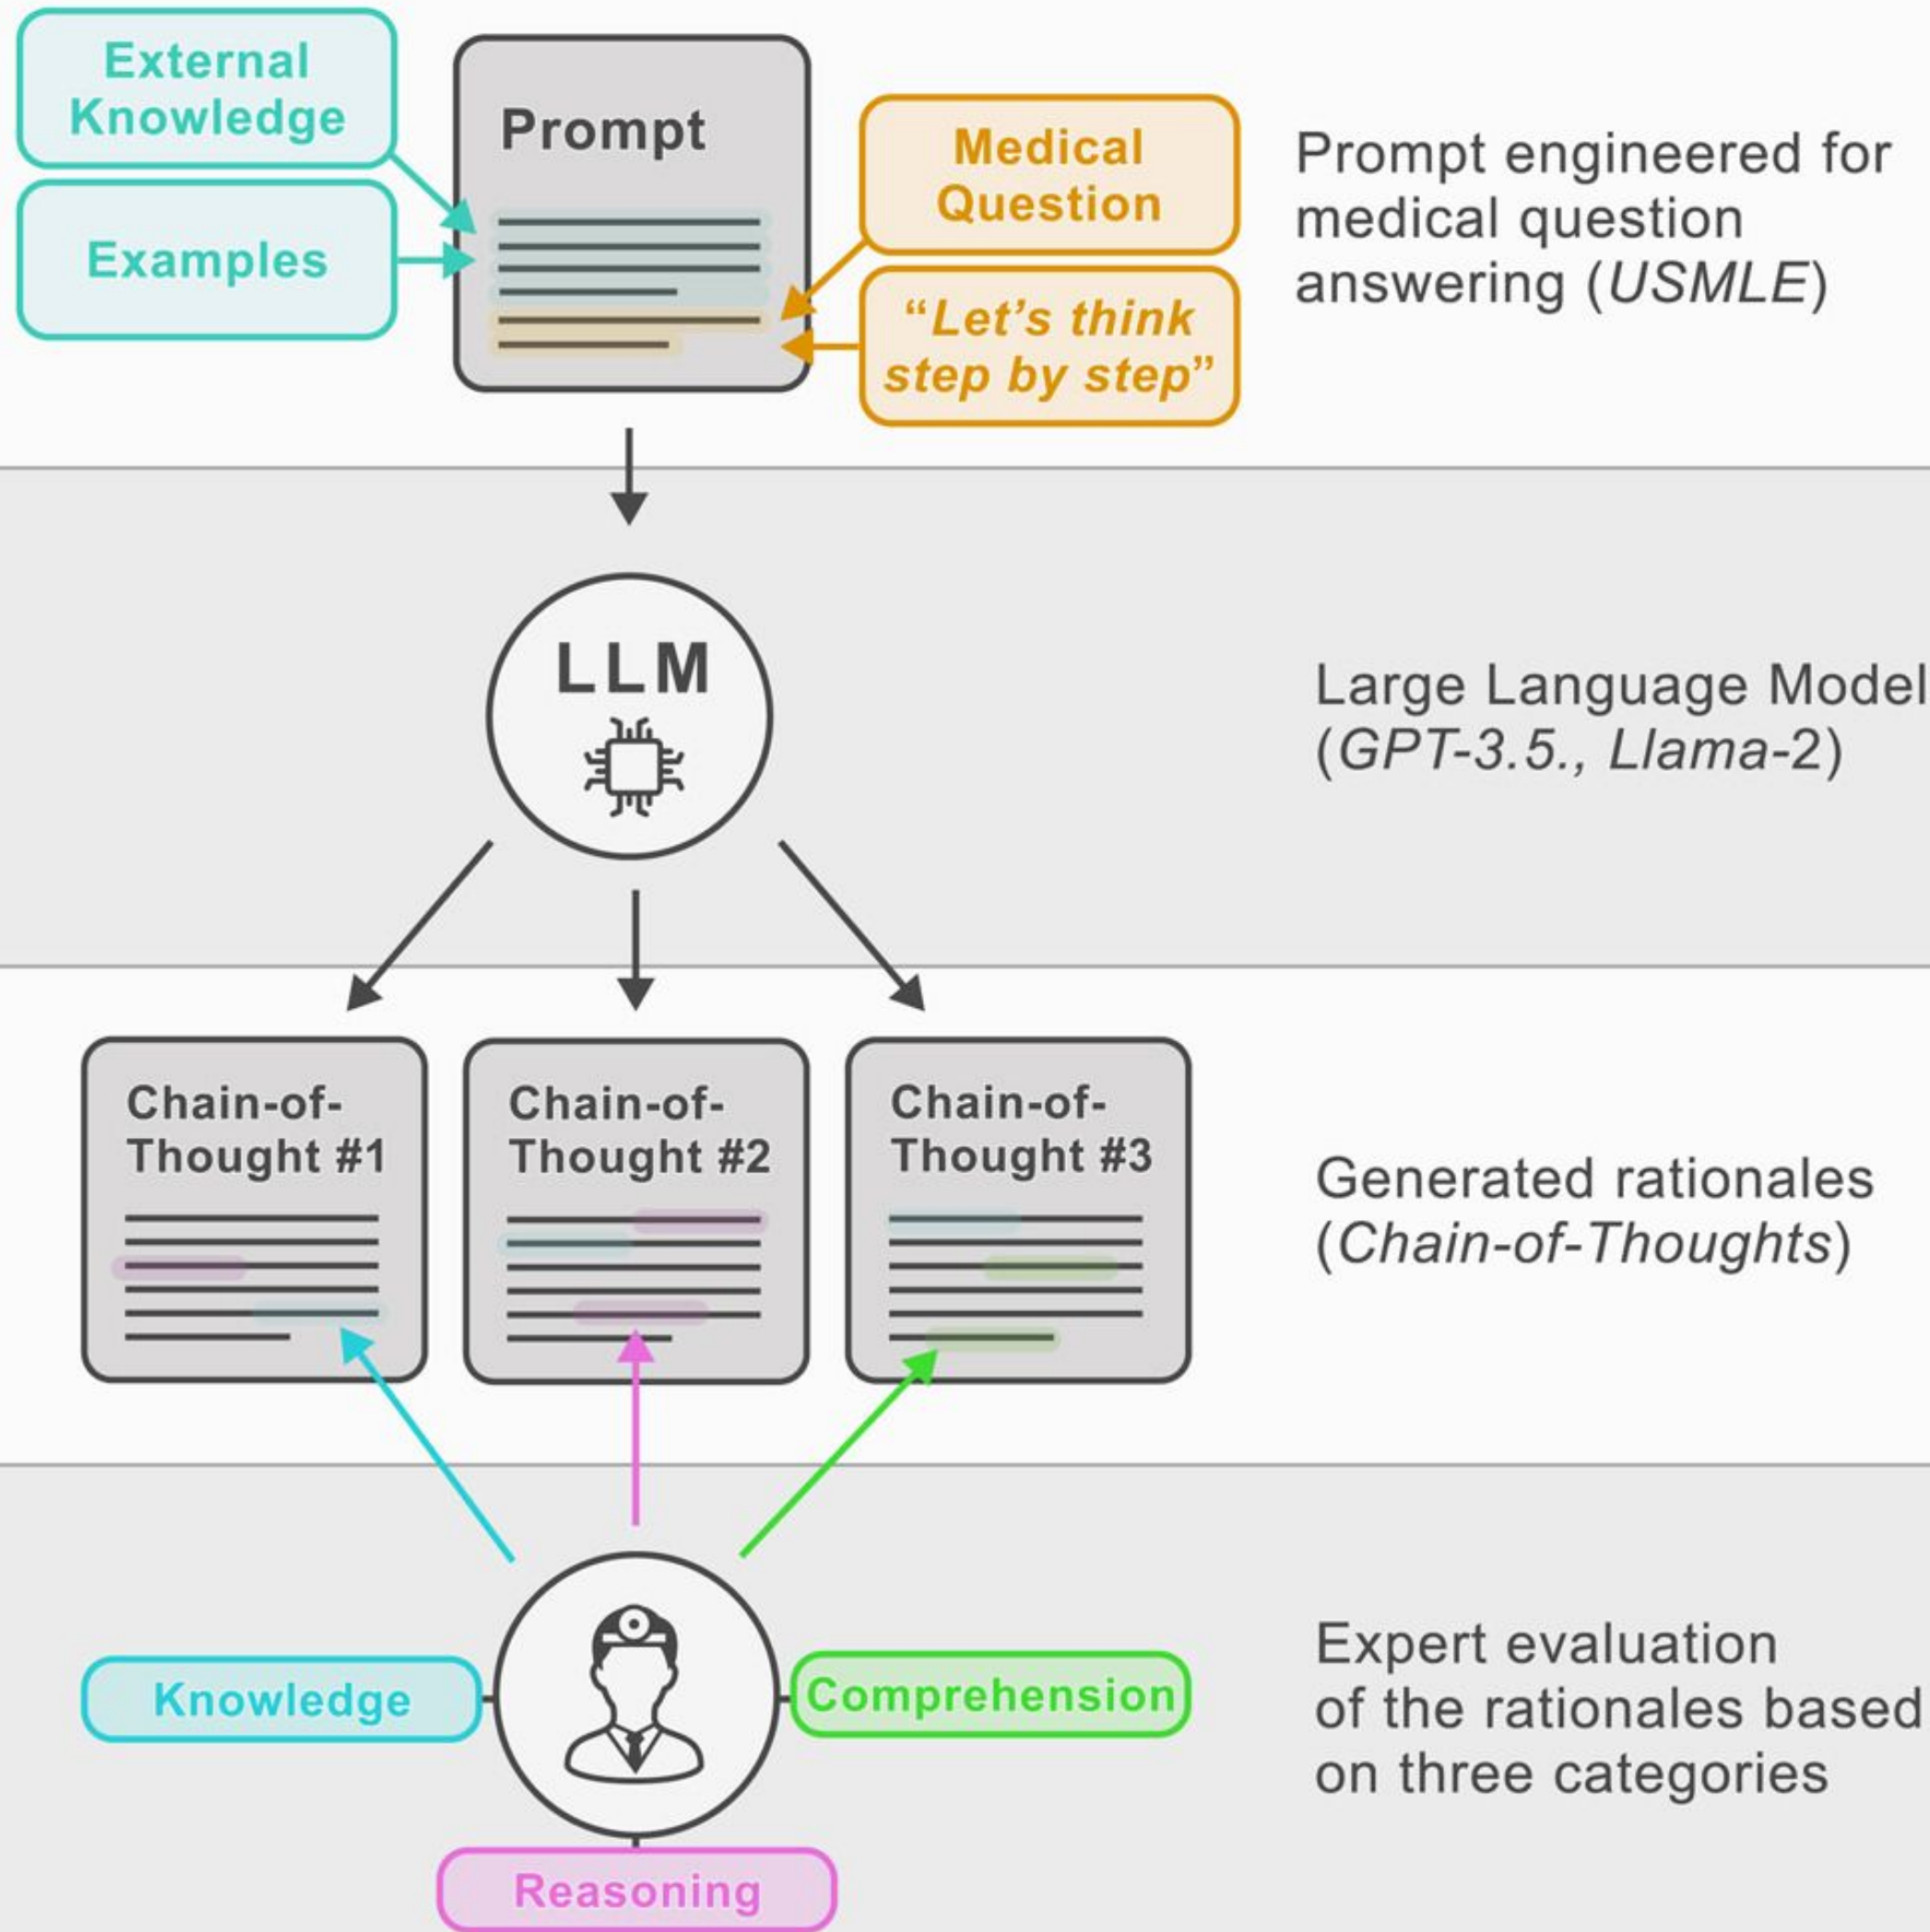 External
Knowledge
Examples
Prompt
Medical
Question
“Let’s think
step by step”
Prompt engineered for
medical question
answering (USMLE)
LLM
Large Language Model
(GPT-3.5., Llama-2)
Chain-of-
Thought #1
Chain-of-
Thought #2
Chain-of-
Thought #3
Generated rationales
(Chain-of-Thoughts)
Knowledge
Comprehension
Reasoning
Expert evaluation
of the rationales based
on three categories